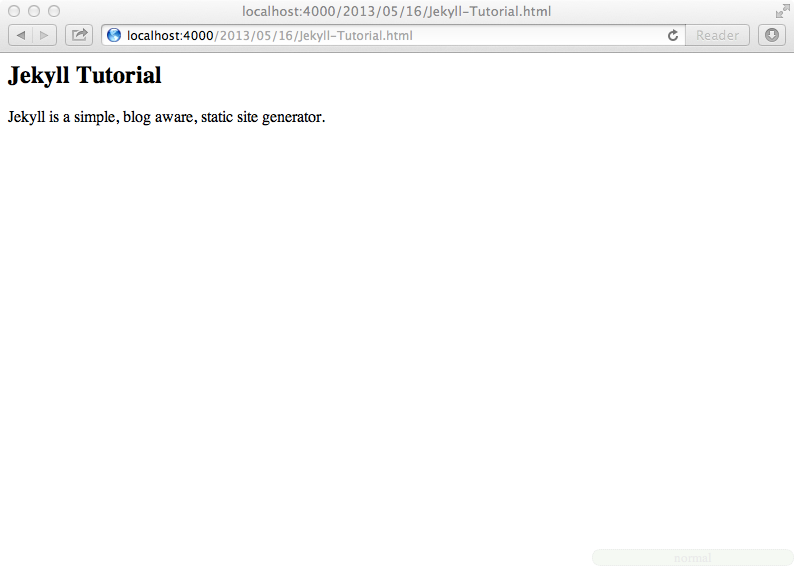 localhost:4000/2013/05/16/Jekyll-Tutorial.html
localhost:4000/2013/05/16/Jekyll-Tutorial.html
Reader
Jekyll Tutorial
Jekyll is a simple, blog aware, static site generator.
normal